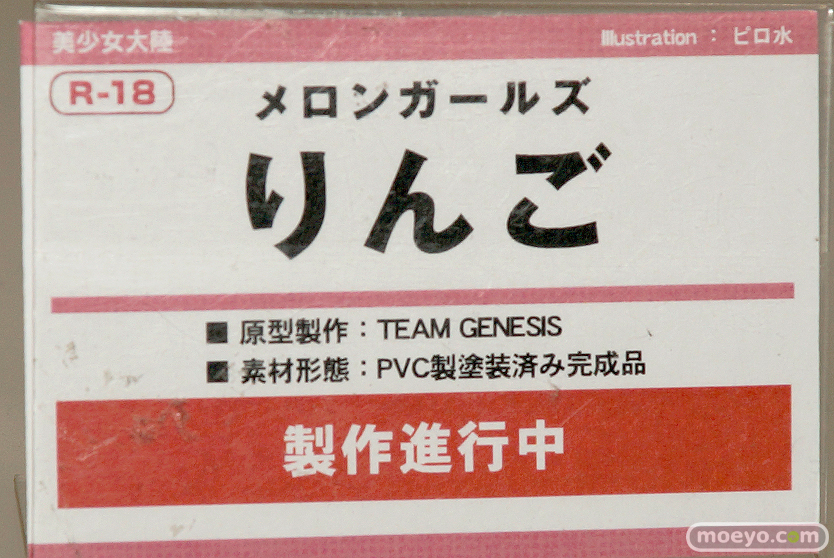 美少女大陸
Illustration : ピロ水
R-18
メロンガールズ
りんご
■ 原型製作：TEAM GENESIS
■ 素材形態：PVC製塗装済み完成品
製作進行中
moeyo.com